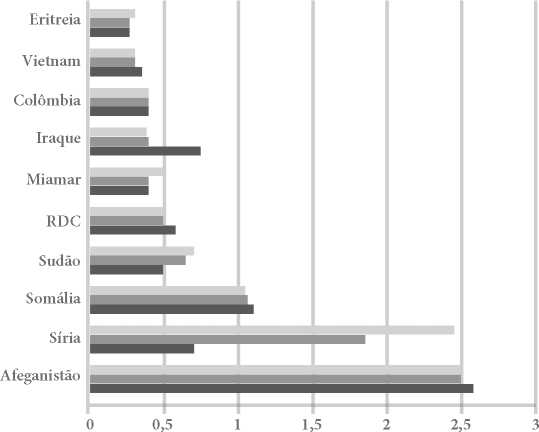 Eritreia
Vietnam
Colômbia
Iraque
Miamar
RDC
Sudão
Somália
Síria
Afeganistão
0 0,5 1 1,5 2 2,5 3